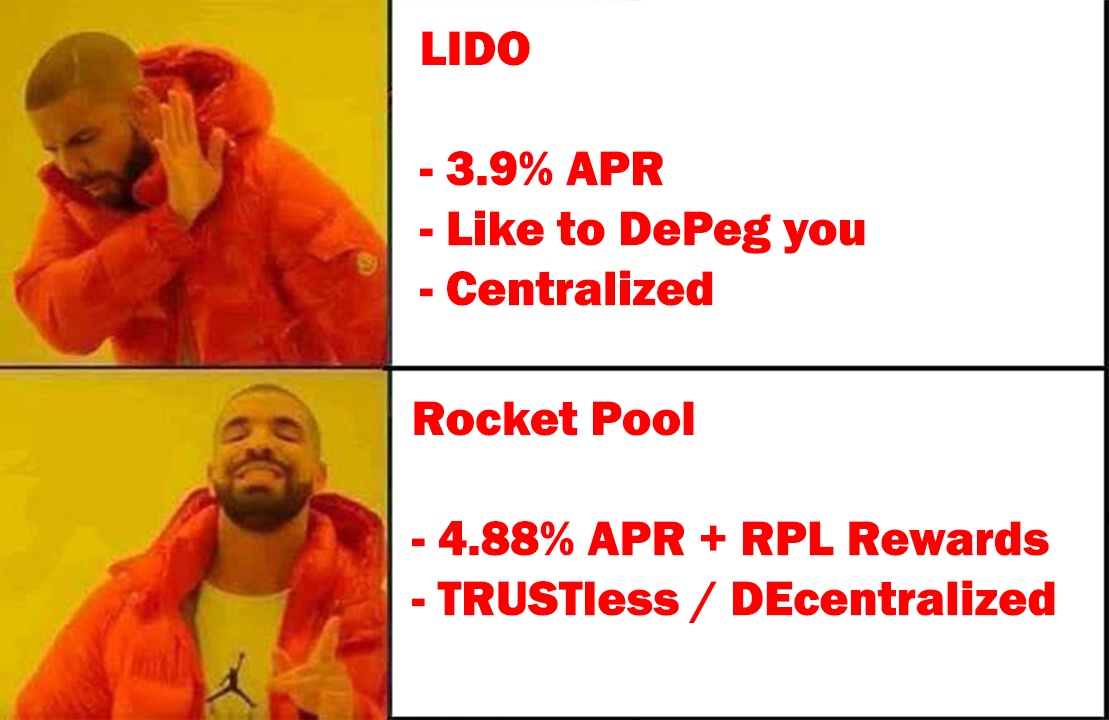 LIDO
- 3.9% APR
- Like to DePeg you
- Centralized
Rocket Pool
- 4.88% APR + RPL Rewards
- TRUSTless / DEcentralized